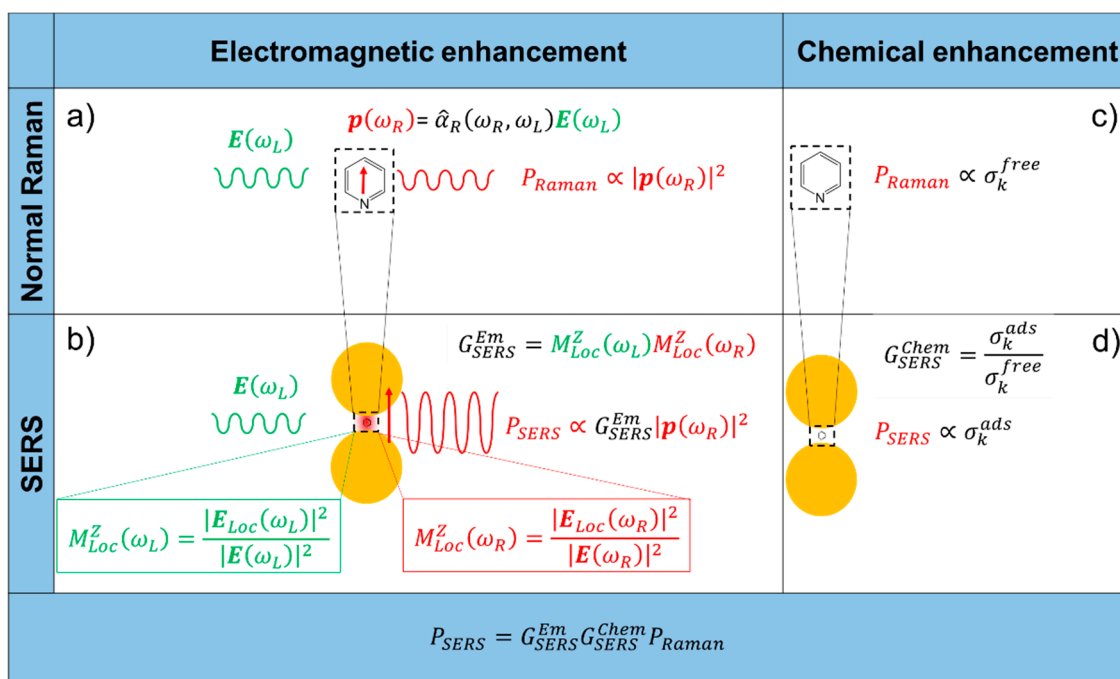 Electromagnetic enhancement
Chemical enhancement
Normal Raman
a)
𝒑(ω_R)= α̂_R(ω_R, ω_L)𝑬(ω_L)
𝑬(ω_L)
P_Raman ∝ |𝒑(ω_R)|²
N
c)
P_Raman ∝ σ_k^free
N
SERS
b)
G_SERS^Em = M_Loc^Z(ω_L)M_Loc^Z(ω_R)
𝑬(ω_L)
P_SERS ∝ G_SERS^Em|𝒑(ω_R)|²
M_Loc^Z(ω_L) = |𝑬_Loc(ω_L)|² / |𝑬(ω_L)|²
M_Loc^Z(ω_R) = |𝑬_Loc(ω_R)|² / |𝑬(ω_R)|²
d)
G_SERS^Chem = σ_k^ads / σ_k^free
P_SERS ∝ σ_k^ads
P_SERS = G_SERS^Em G_SERS^Chem P_Raman